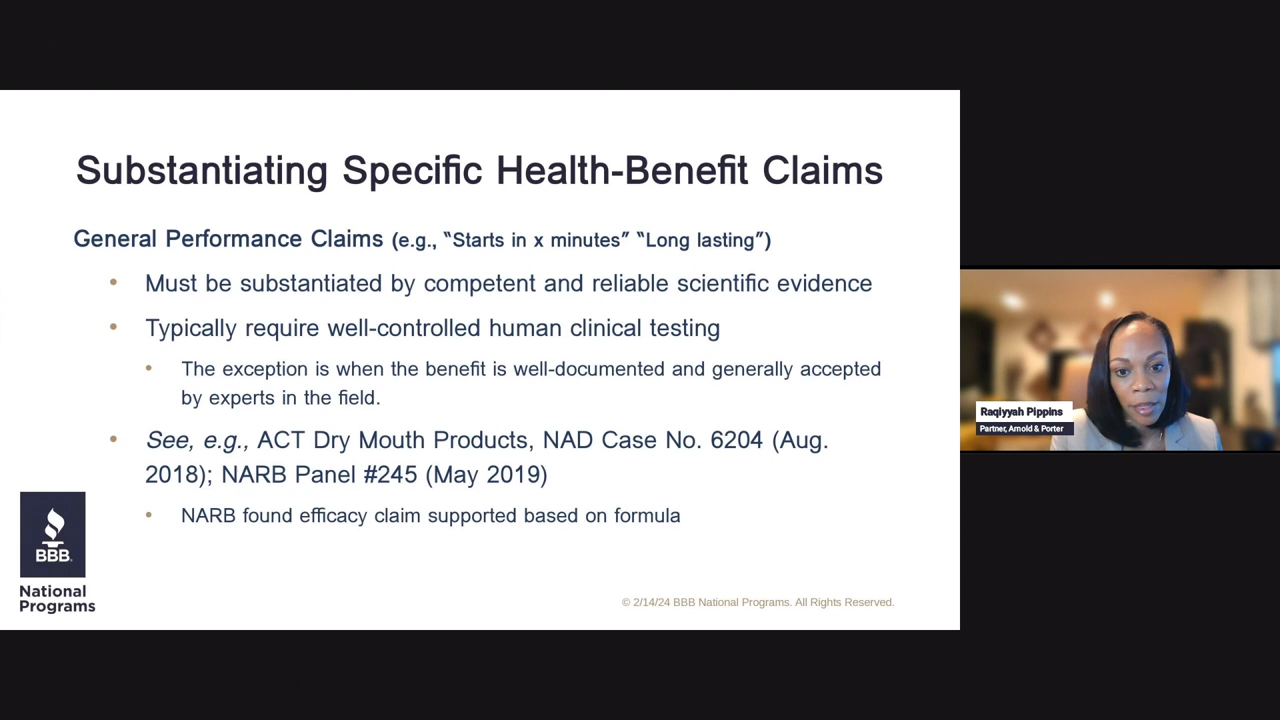 Substantiating Specific Health-Benefit Claims
General Performance Claims (e.g., “Starts in x minutes” “Long lasting”)
• Must be substantiated by competent and reliable scientific evidence
• Typically require well-controlled human clinical testing
• The exception is when the benefit is well-documented and generally accepted
by experts in the field.
• See, e.g., ACT Dry Mouth Products, NAD Case No. 6204 (Aug.
2018); NARB Panel #245 (May 2019)
• NARB found efficacy claim supported based on formula
BBB.
National
Programs
© 2/14/24 BBB National Programs. All Rights Reserved.
Raqiyyah Pippins
Partner, Arnold & Porter